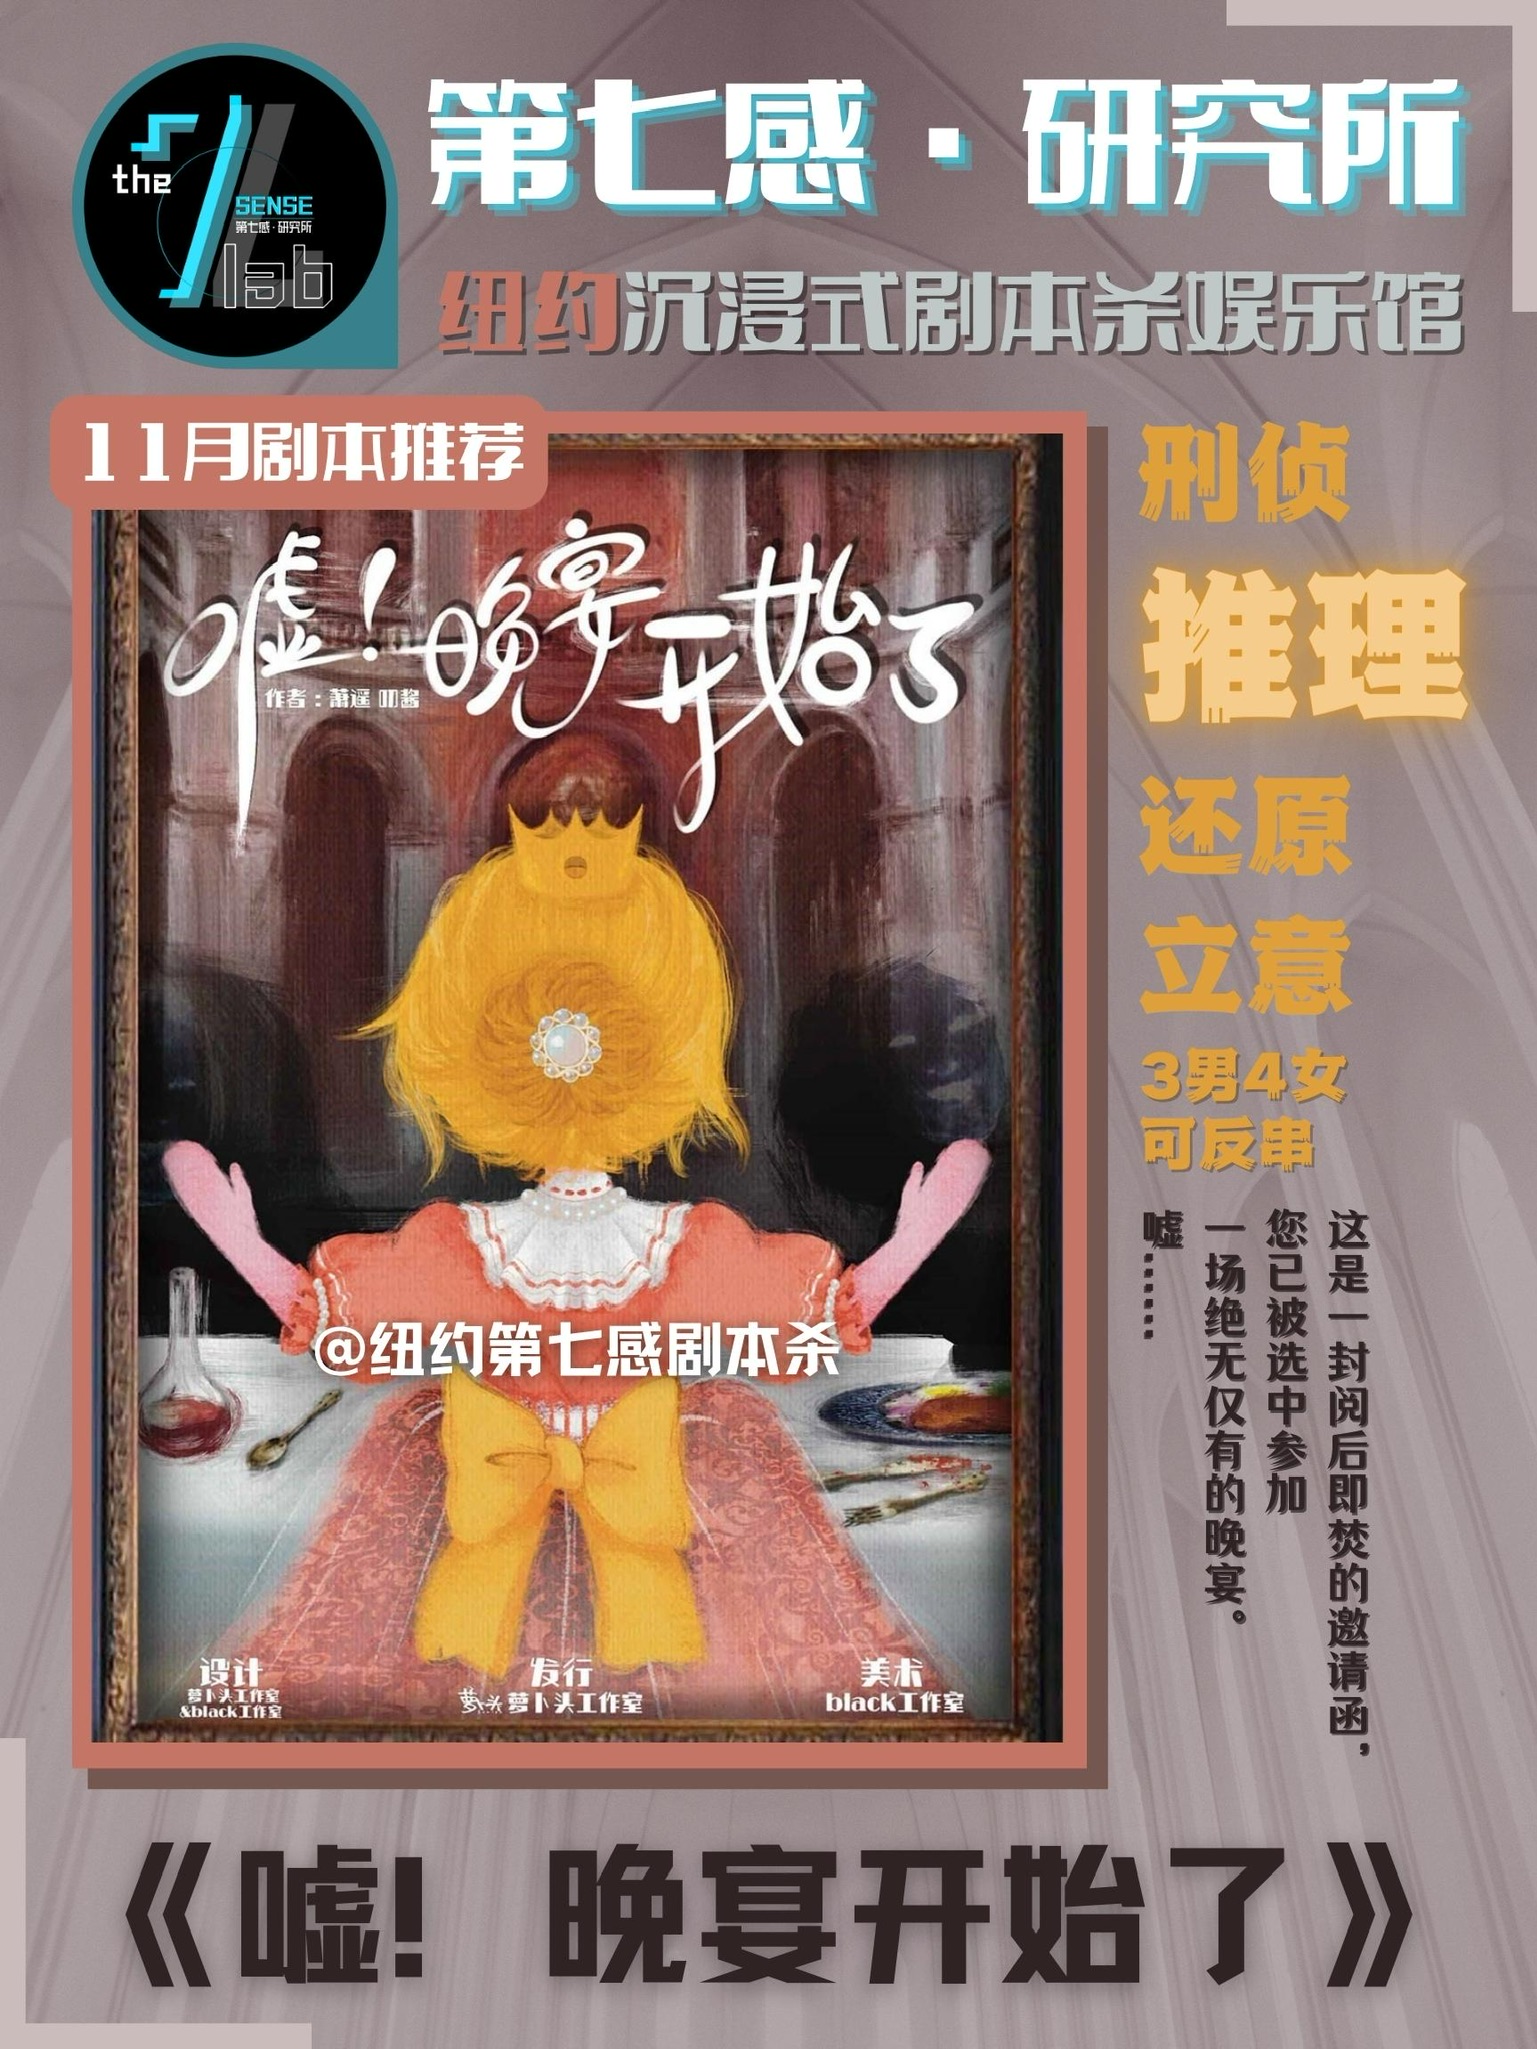 the
SENSE
第七感·研究所
lab
第七感·研究所
纽约沉浸式剧本杀娱乐馆
11月剧本推荐
嘘!晚宴开始了
作者:萧遥 叨酱
@纽约第七感剧本杀
设计
萝卜头工作室
&black工作室
发行
萝卜头工作室
美术
black工作室
刑侦
推理
还原
立意
3男4女
可反串
这是一封阅后即焚的邀请函,
您已被选中参加
一场绝无仅有的晚宴。
嘘……
《嘘! 晚宴开始了》